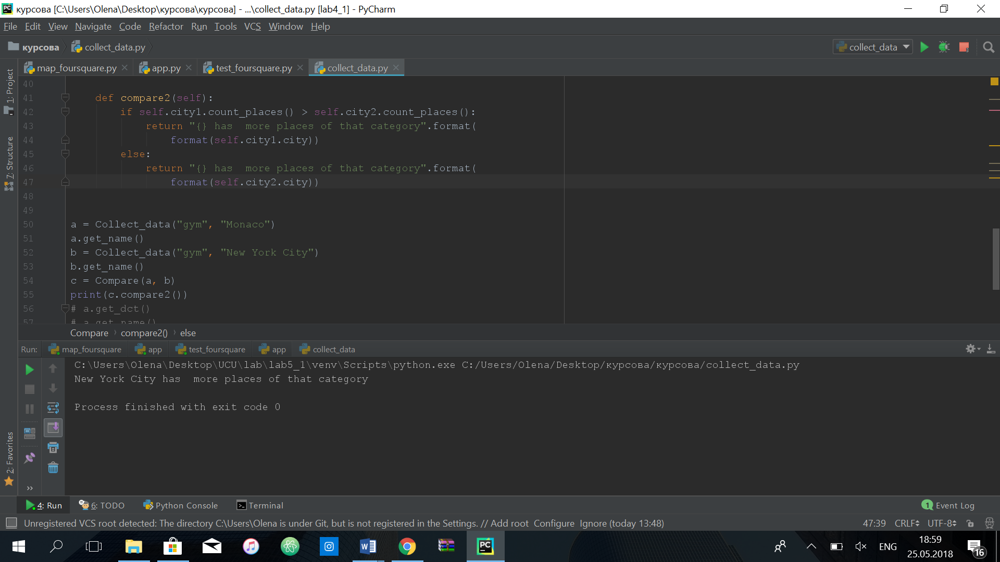 курсова [C:\Users\Olena\Desktop\курсова\курсова] - ...\collect_data.py [lab4_1] - PyCharm
File Edit View Navigate Code Refactor Run Tools VCS Window Help
курсова collect_data.py collect_data
map_foursquare.py app.py test_foursquare.py collect_data.py
1: Project
7: Structure
2: Favorites
40
41 def compare2(self):
42 if self.city1.count_places() > self.city2.count_places():
43 return "{} has  more places of that category".format(
44 format(self.city1.city))
45 else:
46 return "{} has  more places of that category".format(
47 format(self.city2.city))
48
49
50 a = Collect_data("gym", "Monaco")
51 a.get_name()
52 b = Collect_data("gym", "New York City")
53 b.get_name()
54 c = Compare(a, b)
55 print(c.compare2())
56 # a.get_dct()
57 # a.get_name()
Compare › compare2() › else
Run: map_foursquare app test_foursquare app collect_data
C:\Users\Olena\Desktop\UCU\lab\lab5_1\venv\Scripts\python.exe C:/Users/Olena/Desktop/курсова/курсова/collect_data.py
New York City has  more places of that category
Process finished with exit code 0
4: Run 6: TODO Python Console Terminal 1 Event Log
Unregistered VCS root detected: The directory C:\Users\Olena is under Git, but is not registered in the Settings. // Add root Configure Ignore (today 13:48) 47:39 CRLF UTF-8
PC ENG 18:59
25.05.2018 16